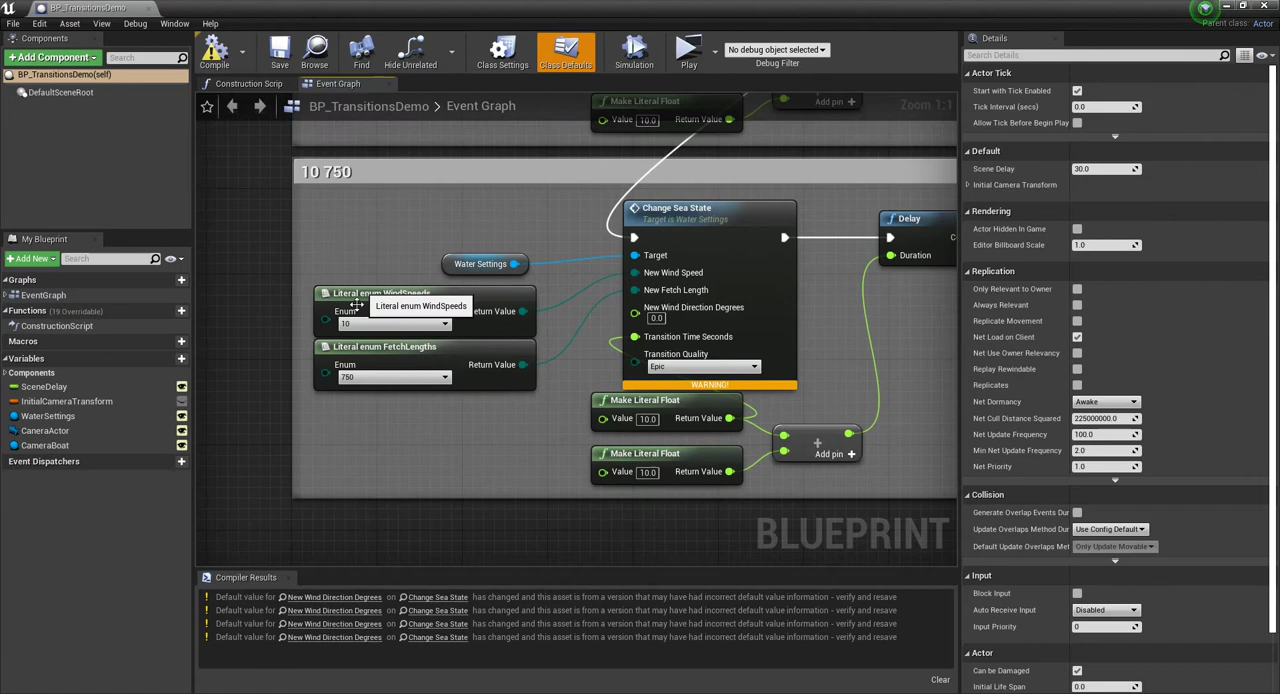 BP_TransitionsDemo
Parent class: Actor
File Edit Asset View Debug Window Help
Components
+ Add Component
Search
BP_TransitionsDemo(self)
DefaultSceneRoot
Compile
Save
Browse
Find
Hide Unrelated
Class Settings
Class Defaults
Simulation
Play
No debug object selected
Debug Filter
Construction Scrip
Event Graph
BP_TransitionsDemo > Event Graph
Zoom 1:1
Make Literal Float
Value 10.0 Return Value
Add pin +
10 750
Change Sea State
Target is Water Settings
Target
New Wind Speed
New Fetch Length
New Wind Direction Degrees
0.0
Transition Time Seconds
Transition Quality
Epic
WARNING!
Delay
Duration
Water Settings
Literal enum WindSpeeds
Literal enum WindSpeeds
Enum
10
eturn Value
Literal enum FetchLengths
Enum
750
Return Value
Make Literal Float
Value 10.0 Return Value
Make Literal Float
Value 10.0 Return Value
Add pin +
BLUEPRINT
My Blueprint
+ Add New
Search
Graphs
EventGraph
Functions (19 Overridable)
ConstructionScript
Macros
Variables
Components
SceneDelay
InitialCameraTransform
WaterSettings
CaneraActor
CameraBoat
Event Dispatchers
Compiler Results
Default value for New Wind Direction Degrees on Change Sea State has changed and this asset is from a version that may have had incorrect default value information - verify and resave
Default value for New Wind Direction Degrees on Change Sea State has changed and this asset is from a version that may have had incorrect default value information - verify and resave
Default value for New Wind Direction Degrees on Change Sea State has changed and this asset is from a version that may have had incorrect default value information - verify and resave
Default value for New Wind Direction Degrees on Change Sea State has changed and this asset is from a version that may have had incorrect default value information - verify and resave
Clear
Details
Search Details
Actor Tick
Start with Tick Enabled
Tick Interval (secs) 0.0
Allow Tick Before Begin Play
Default
Scene Delay 30.0
Initial Camera Transform
Rendering
Actor Hidden In Game
Editor Billboard Scale 1.0
Replication
Only Relevant to Owner
Always Relevant
Replicate Movement
Net Load on Client
Net Use Owner Relevancy
Replay Rewindable
Replicates
Net Dormancy Awake
Net Cull Distance Squared 225000000.0
Net Update Frequency 100.0
Min Net Update Frequency 2.0
Net Priority 1.0
Collision
Generate Overlap Events Dur
Update Overlaps Method Du Use Config Default
Default Update Overlaps Met Only Update Movable
Input
Block Input
Auto Receive Input Disabled
Input Priority 0
Actor
Can be Damaged
Initial Life Span 0.0